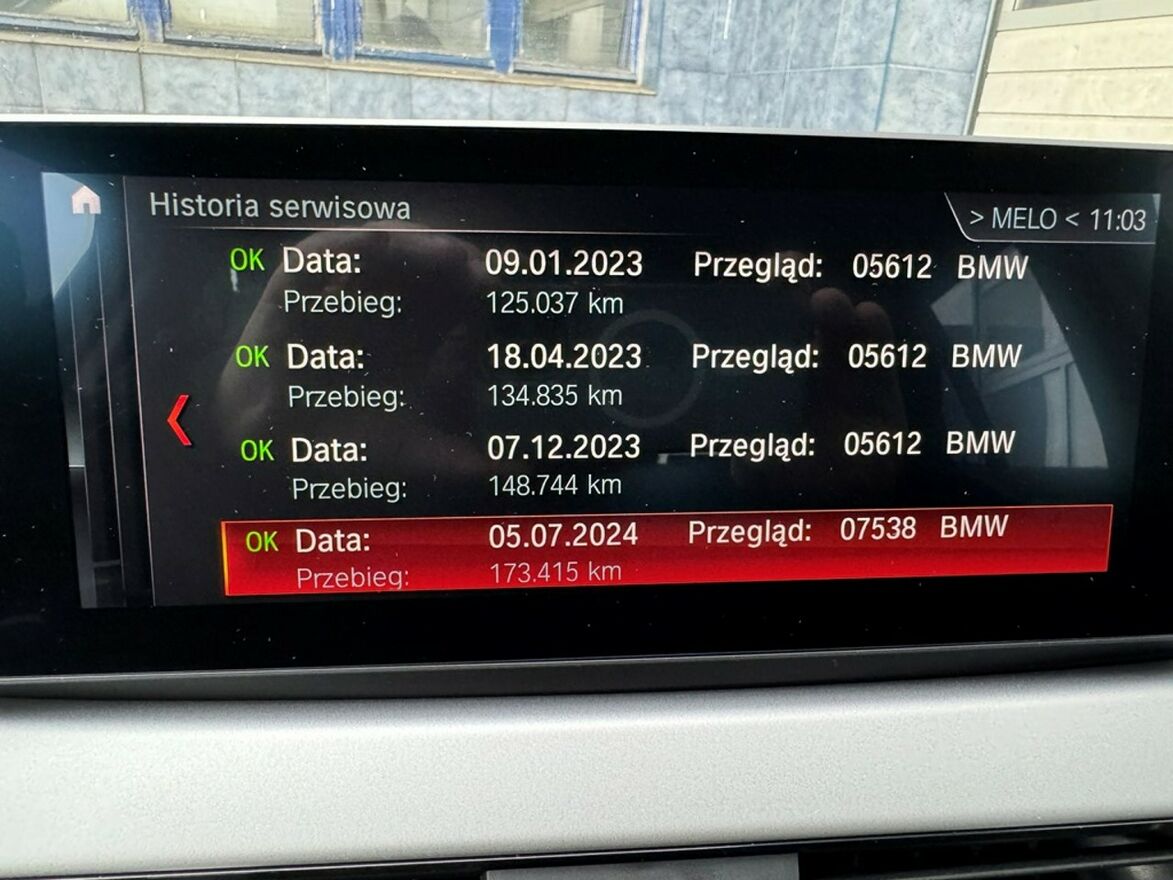 Historia serwisowa
> MELO < 11:03
OK Data: 09.01.2023 Przegląd: 05612 BMW
Przebieg: 125.037 km
OK Data: 18.04.2023 Przegląd: 05612 BMW
Przebieg: 134.835 km
OK Data: 07.12.2023 Przegląd: 05612 BMW
Przebieg: 148.744 km
OK Data: 05.07.2024 Przegląd: 07538 BMW
Przebieg: 173.415 km